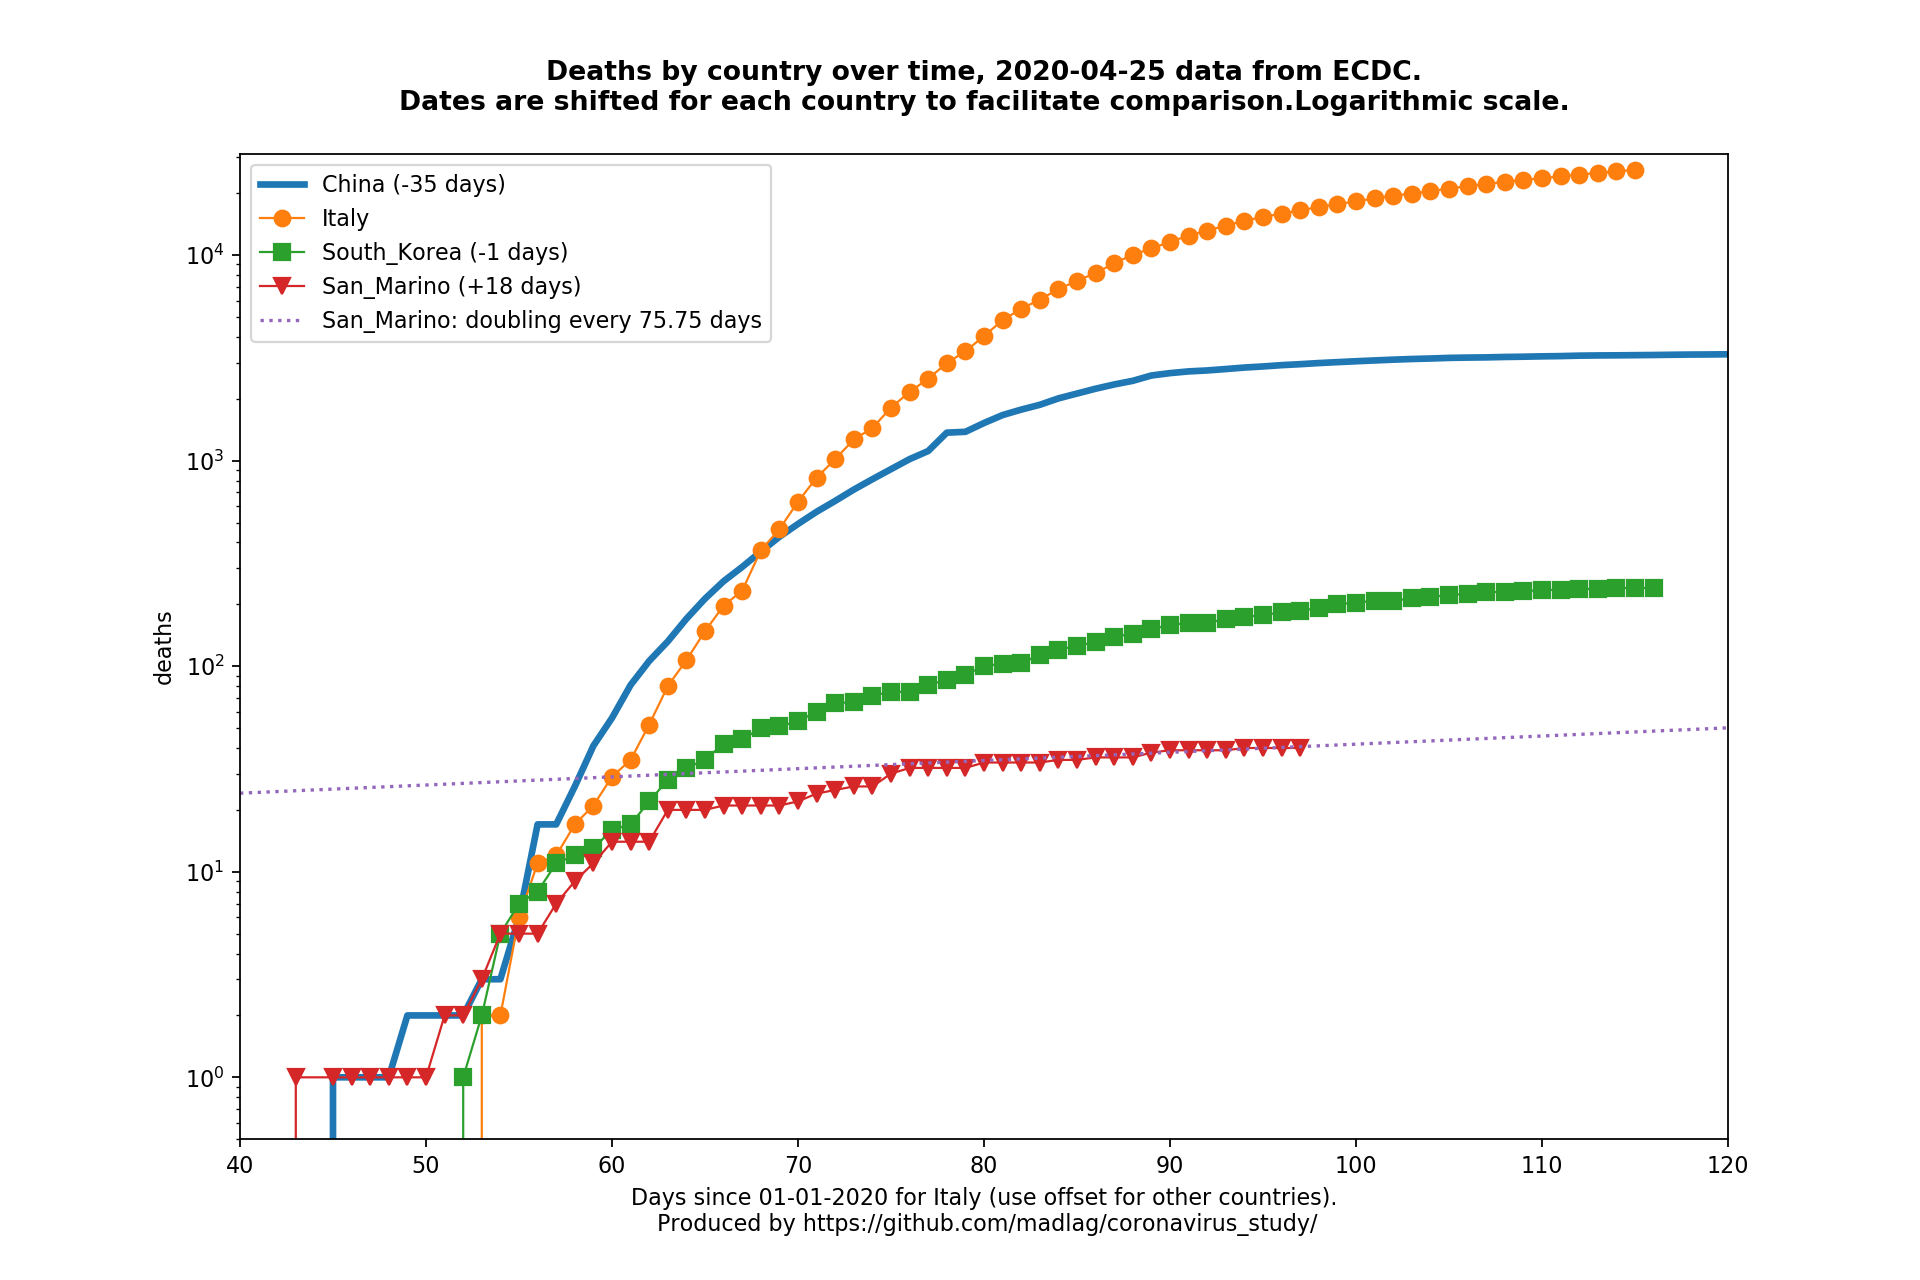 Deaths by country over time, 2020-04-25 data from ECDC.
Dates are shifted for each country to facilitate comparison.Logarithmic scale.
China (-35 days)
Italy
South_Korea (-1 days)
San_Marino (+18 days)
San_Marino: doubling every 75.75 days
deaths
10⁴
10³
10²
10¹
10⁰
40 50 60 70 80 90 100 110 120
Days since 01-01-2020 for Italy (use offset for other countries).
Produced by https://github.com/madlag/coronavirus_study/